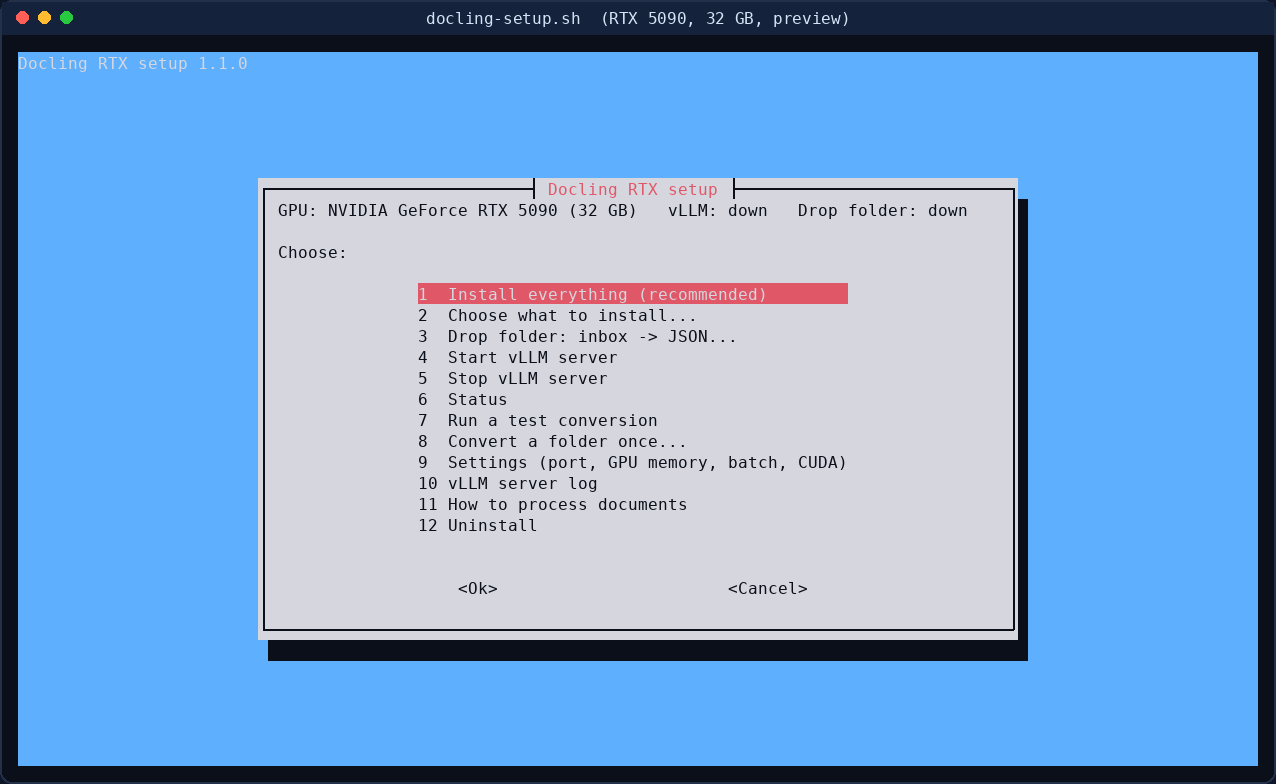 docling-setup.sh  (RTX 5090, 32 GB, preview)
Docling RTX setup 1.1.0
Docling RTX setup
GPU: NVIDIA GeForce RTX 5090 (32 GB)   vLLM: down   Drop folder: down
Choose:
1  Install everything (recommended)
2  Choose what to install...
3  Drop folder: inbox -> JSON...
4  Start vLLM server
5  Stop vLLM server
6  Status
7  Run a test conversion
8  Convert a folder once...
9  Settings (port, GPU memory, batch, CUDA)
10 vLLM server log
11 How to process documents
12 Uninstall
<Ok>                       <Cancel>